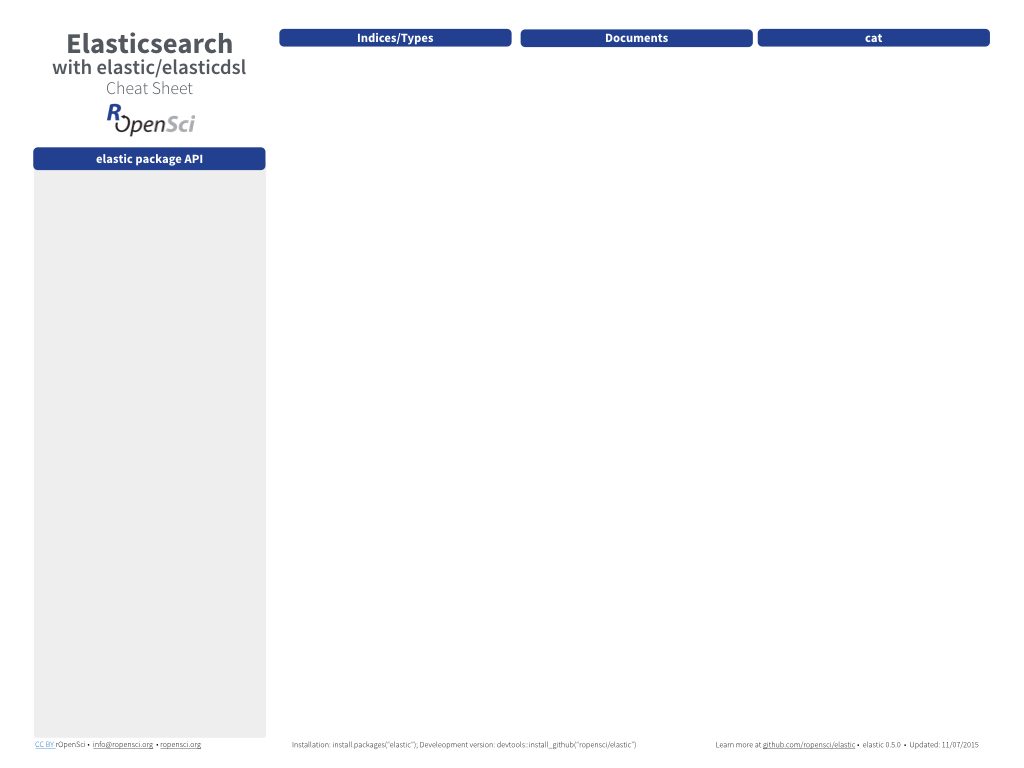 Elasticsearch
with elastic/elasticdsl
Cheat Sheet
ROpenSci
elastic package API
Indices/Types
Documents
cat
CC BY rOpenSci • info@ropensci.org • ropensci.org
Installation: install.packages("elastic"); Develeopment version: devtools::install_github("ropensci/elastic")
Learn more at github.com/ropensci/elastic • elastic 0.5.0 • Updated: 11/07/2015